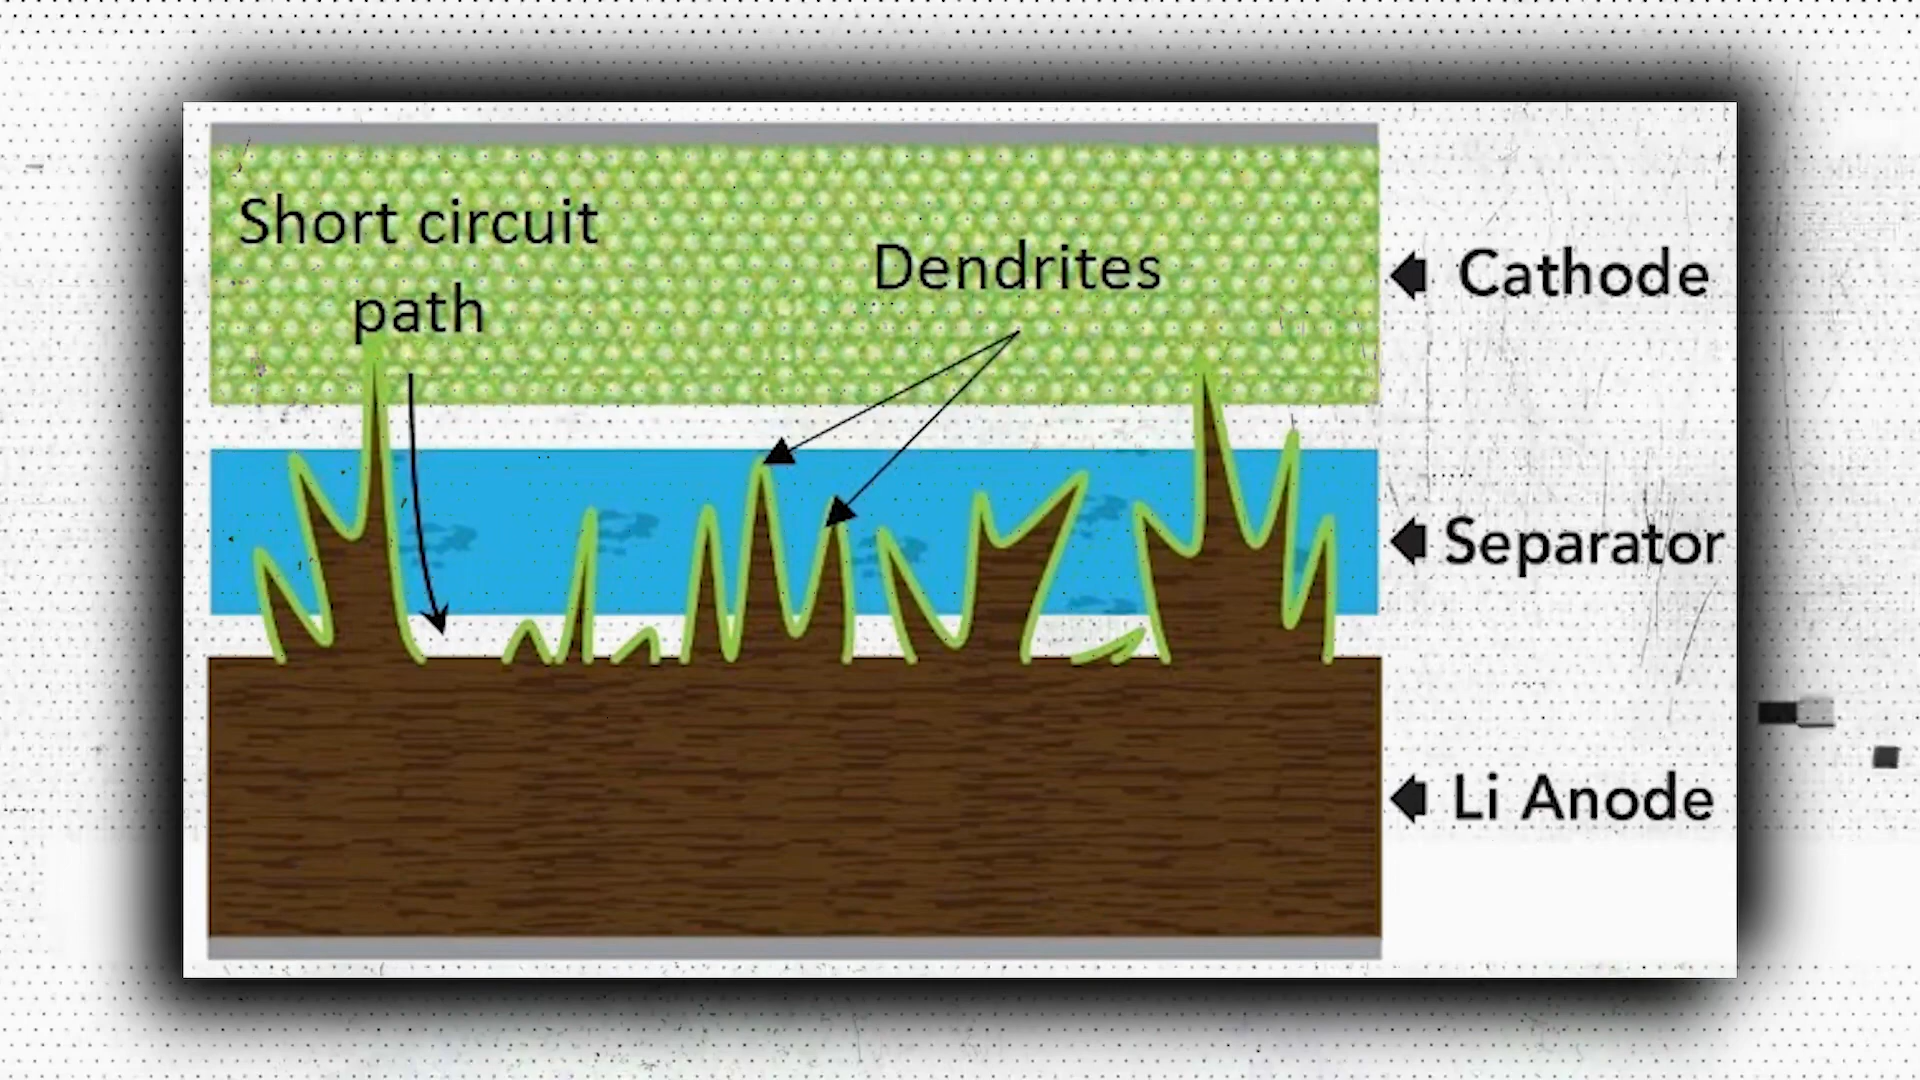 Short circuit
path
Dendrites
Cathode
Separator
Li Anode